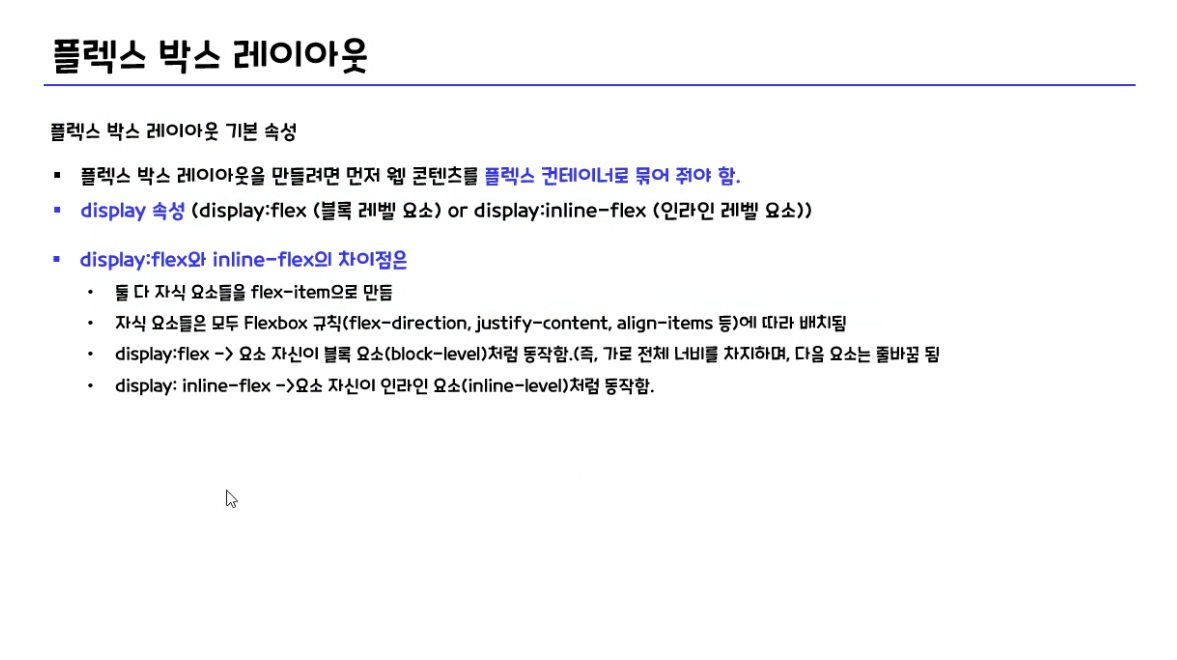 플렉스 박스 레이아웃
플렉스 박스 레이아웃 기본 속성
▪ 플렉스 박스 레이아웃을 만들려면 먼저 웹 콘텐츠를 플렉스 컨테이너로 묶어 줘야 함.
▪ display 속성 (display:flex (블록 레벨 요소) or display:inline-flex (인라인 레벨 요소))
▪ display:flex와 inline-flex의 차이점은
• 둘 다 자식 요소들을 flex-item으로 만듬
• 자식 요소들은 모두 Flexbox 규칙(flex-direction, justify-content, align-items 등)에 따라 배치됨
• display:flex -> 요소 자신이 블록 요소(block-level)처럼 동작함.(즉, 가로 전체 너비를 차지하며, 다음 요소는 줄바꿈 됨
• display: inline-flex ->요소 자신이 인라인 요소(inline-level)처럼 동작함.